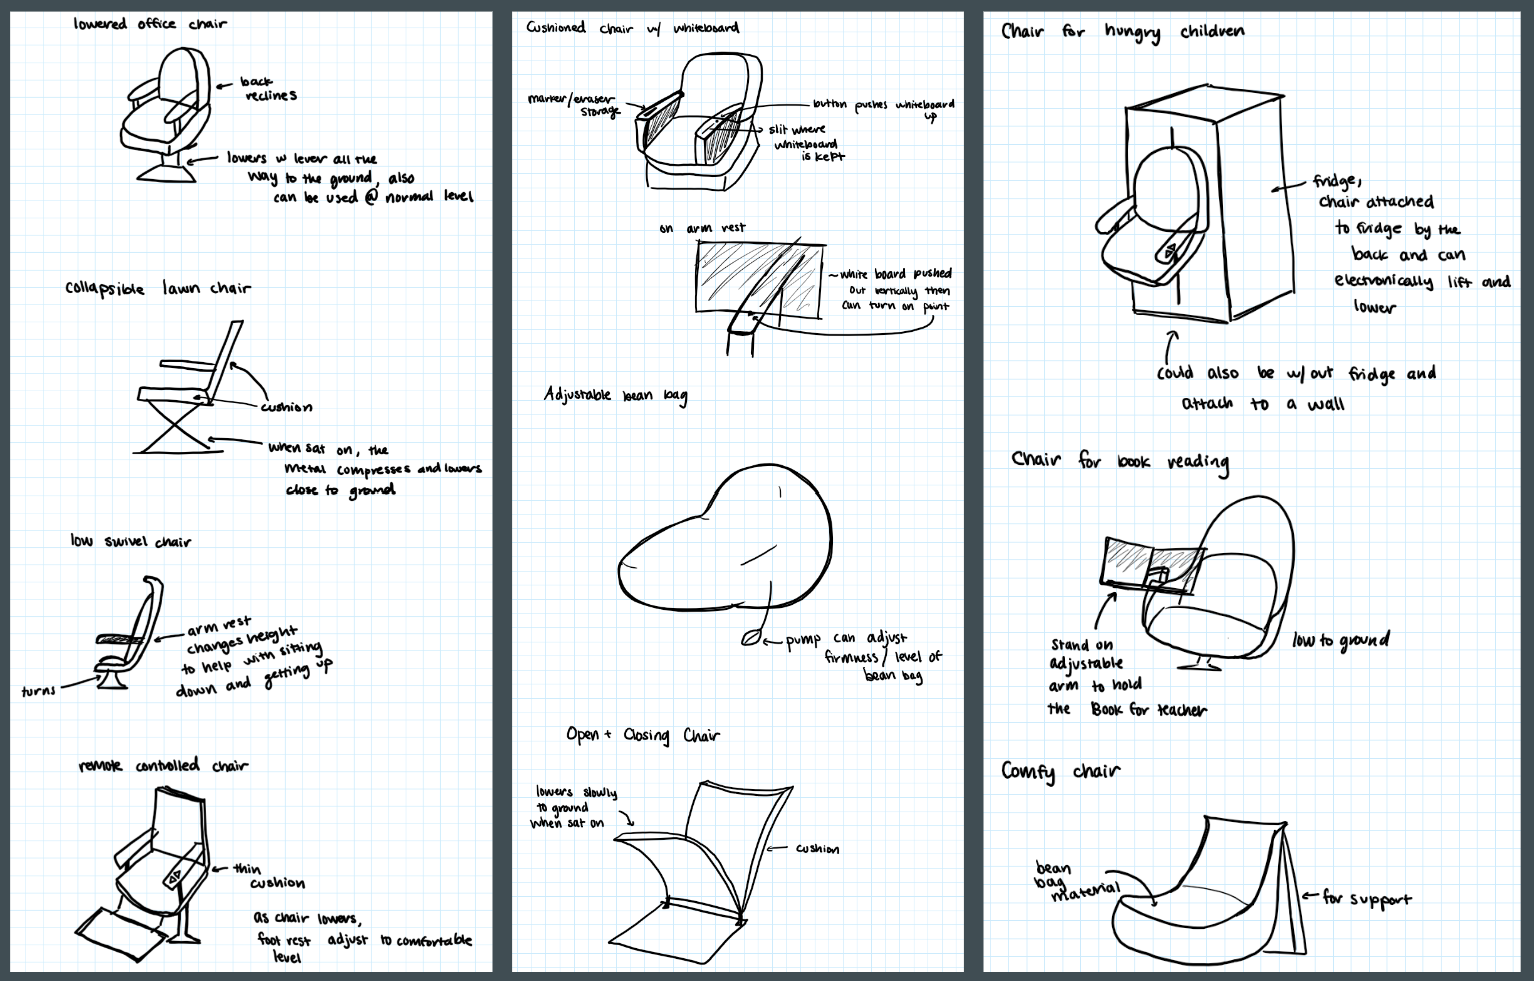 lowered office chair
back
reclines
lowers w lever all the
way to the ground, also
can be used @ normal level
collapsible lawn chair
cushion
when sat on, the
metal compresses and lowers
close to ground
low swivel chair
arm rest
changes height
to help with sitting
down and getting up
turns
remote controlled chair
thin
cushion
as chair lowers,
foot rest adjust to comfortable
level
Cushioned chair w/ whiteboard
marker/eraser
storage
button pushes whiteboard
up
slit where
whiteboard
is kept
on arm rest
white board pushed
out vertically then
can turn on point
Adjustable bean bag
pump can adjust
firmness/level of
bean bag
Open + Closing Chair
lowers slowly
to ground
when sat on
cushion
Chair for hungry children
fridge,
chair attached
to fridge by the
back and can
electronically lift and
lower
could also be w/out fridge and
attach to a wall
Chair for book reading
Stand on
adjustable
arm to hold
the Book for teacher
low to ground
Comfy chair
bean
bag
material
for support